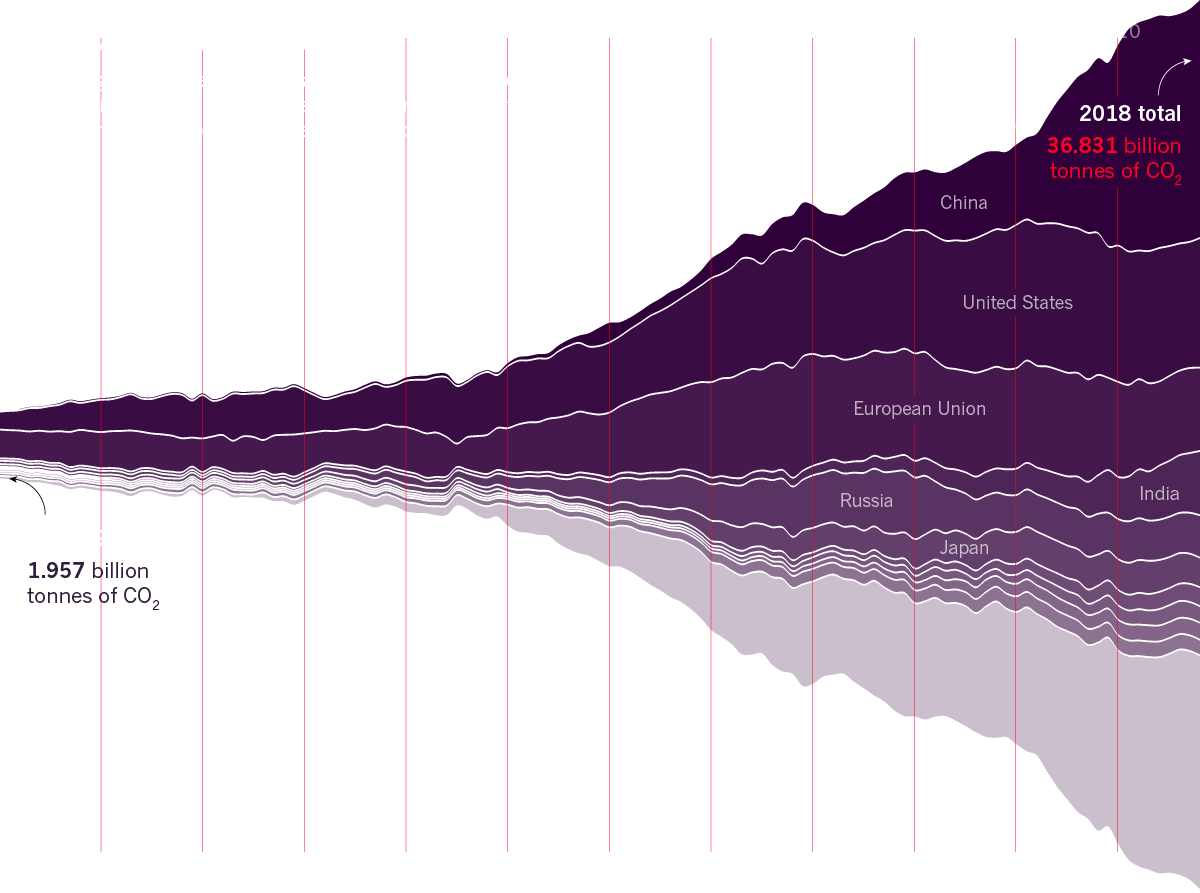 2018 total
36.831 billion
tonnes of CO2
China
United States
European Union
India
Russia
Japan
1.957 billion
tonnes of CO2